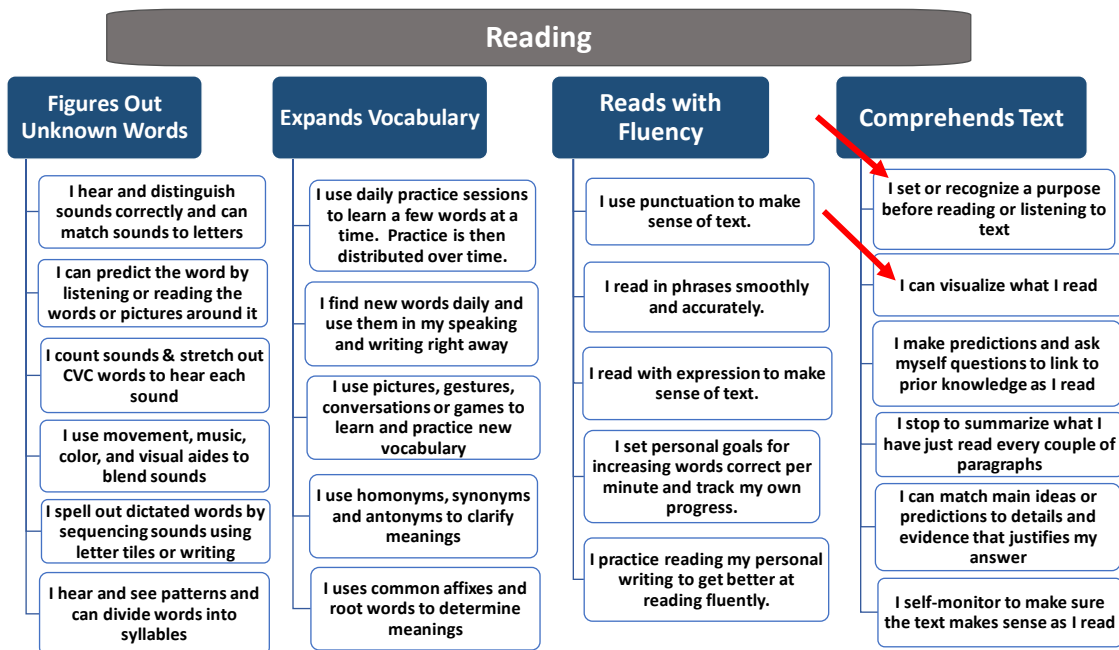 Reading
Figures Out
Unknown Words
I hear and distinguish
sounds correctly and can
match sounds to letters
I can predict the word by
listening or reading the
words or pictures around it
I count sounds & stretch out
CVC words to hear each
sound
I use movement, music,
color, and visual aides to
blend sounds
I spell out dictated words by
sequencing sounds using
letter tiles or writing
I hear and see patterns and
can divide words into
syllables
Expands Vocabulary
I use daily practice sessions
to learn a few words at a
time.  Practice is then
distributed over time.
I find new words daily and
use them in my speaking
and writing right away
I use pictures, gestures,
conversations or games to
learn and practice new
vocabulary
I use homonyms, synonyms
and antonyms to clarify
meanings
I uses common affixes and
root words to determine
meanings
Reads with
Fluency
I use punctuation to make
sense of text.
I read in phrases smoothly
and accurately.
I read with expression to make
sense of text.
I set personal goals for
increasing words correct per
minute and track my own
progress.
I practice reading my personal
writing to get better at
reading fluently.
Comprehends Text
I set or recognize a purpose
before reading or listening to
text
I can visualize what I read
I make predictions and ask
myself questions to link to
prior knowledge as I read
I stop to summarize what I
have just read every couple of
paragraphs
I can match main ideas or
predictions to details and
evidence that justifies my
answer
I self-monitor to make sure
the text makes sense as I read